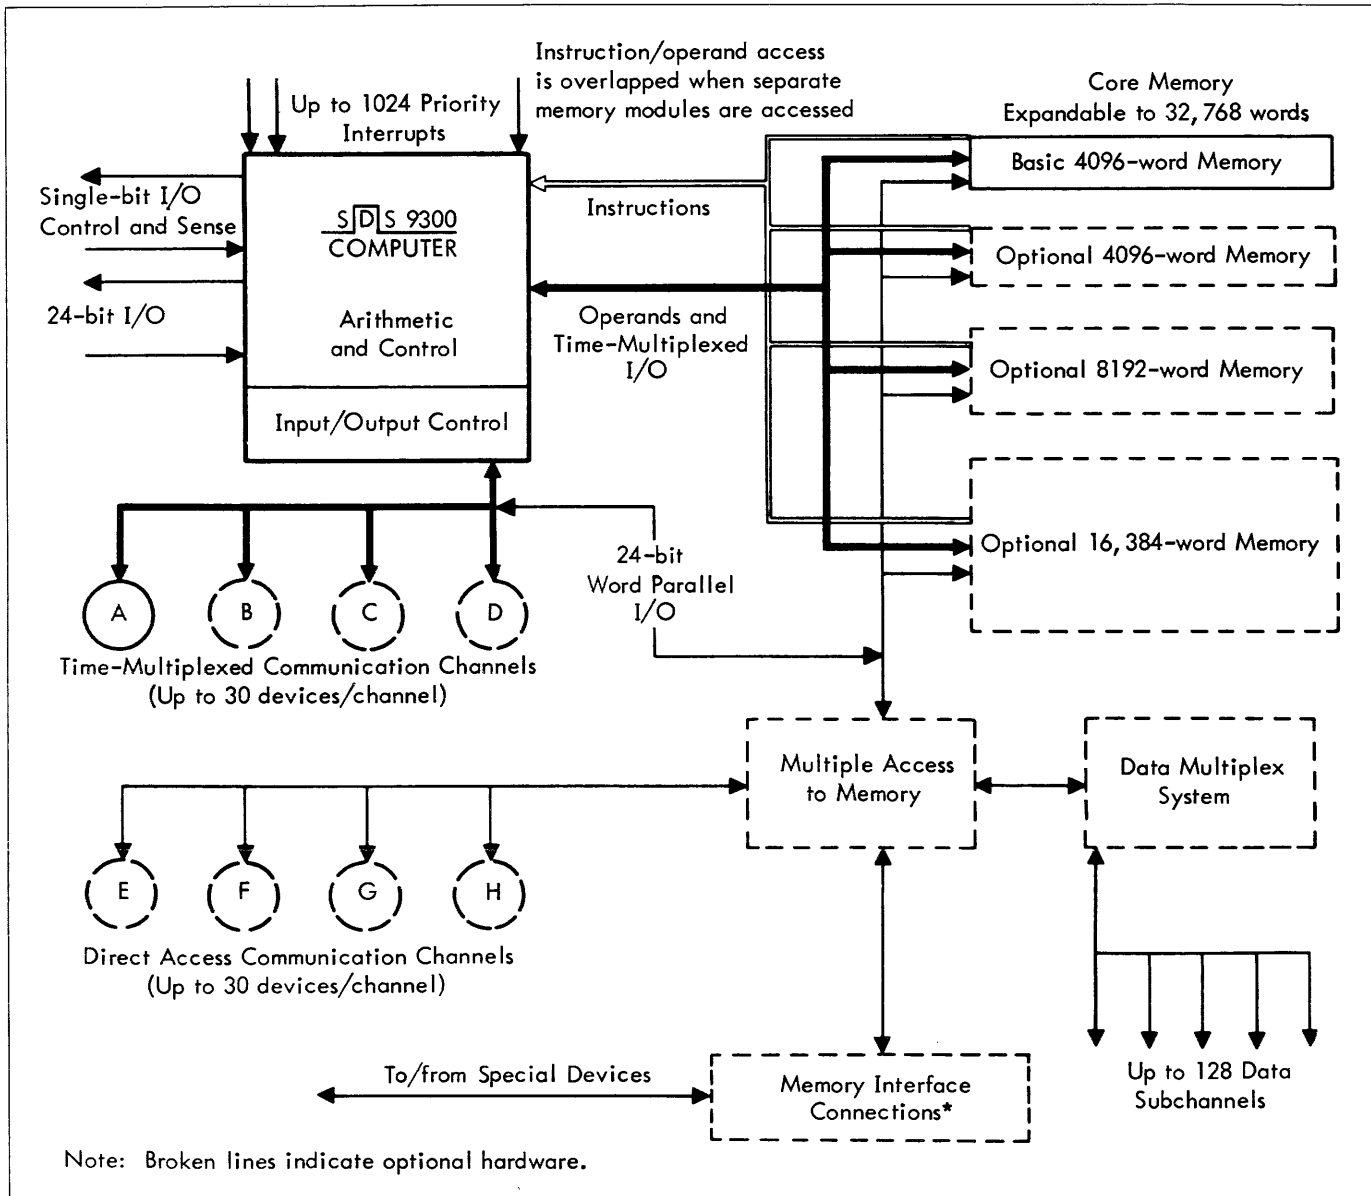 Instruction/operand access
is overlapped when separate
memory modules are accessed
Up to 1024 Priority
Interrupts
Core Memory
Expandable to 32,768 words
Basic 4096-word Memory
Single-bit I/O
Control and Sense
SDS 9300
COMPUTER
Instructions
Optional 4096-word Memory
24-bit I/O
Arithmetic
and Control
Operands and
Time-Multiplexed
I/O
Optional 8192-word Memory
Input/Output Control
Optional 16,384-word Memory
24-bit
Word Parallel
I/O
A
B
C
D
Time-Multiplexed Communication Channels
(Up to 30 devices/channel)
Multiple Access
to Memory
Data Multiplex
System
E
F
G
H
Direct Access Communication Channels
(Up to 30 devices/channel)
To/from Special Devices
Memory Interface
Connections*
Up to 128 Data
Subchannels
Note: Broken lines indicate optional hardware.